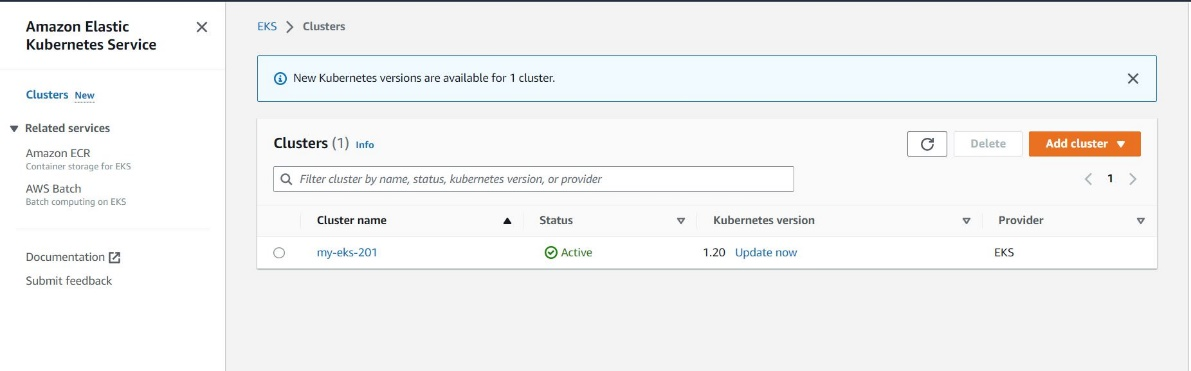 Amazon Elastic
Kubernetes Service
Clusters New
Related services
Amazon ECR
Container storage for EKS
AWS Batch
Batch computing on EKS
Documentation
Submit feedback
EKS > Clusters
New Kubernetes versions are available for 1 cluster.
Clusters (1) Info
Delete
Add cluster
Filter cluster by name, status, kubernetes version, or provider
1
Cluster name Status Kubernetes version Provider
my-eks-201 Active 1.20 Update now EKS